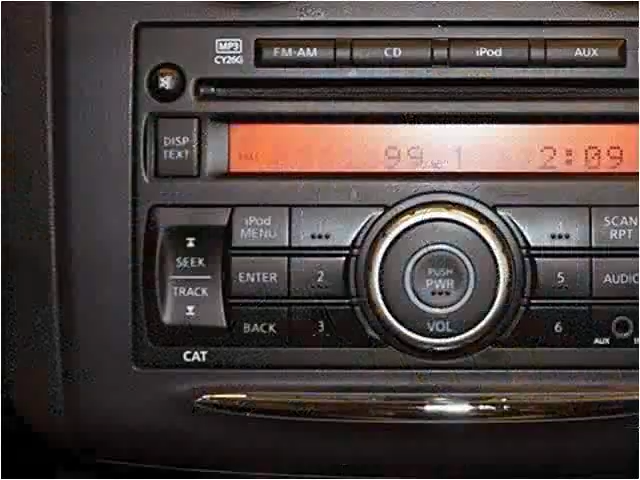 MP3
CY26G
FM-AM CD iPod AUX
DISP
TEXT
99.1 2:09
iPod
MENU
SCAN
RPT
SEEK
TRACK
ENTER
2
PUSH
PWR
5
AUDIO
BACK
3
VOL
6
AUX
CAT